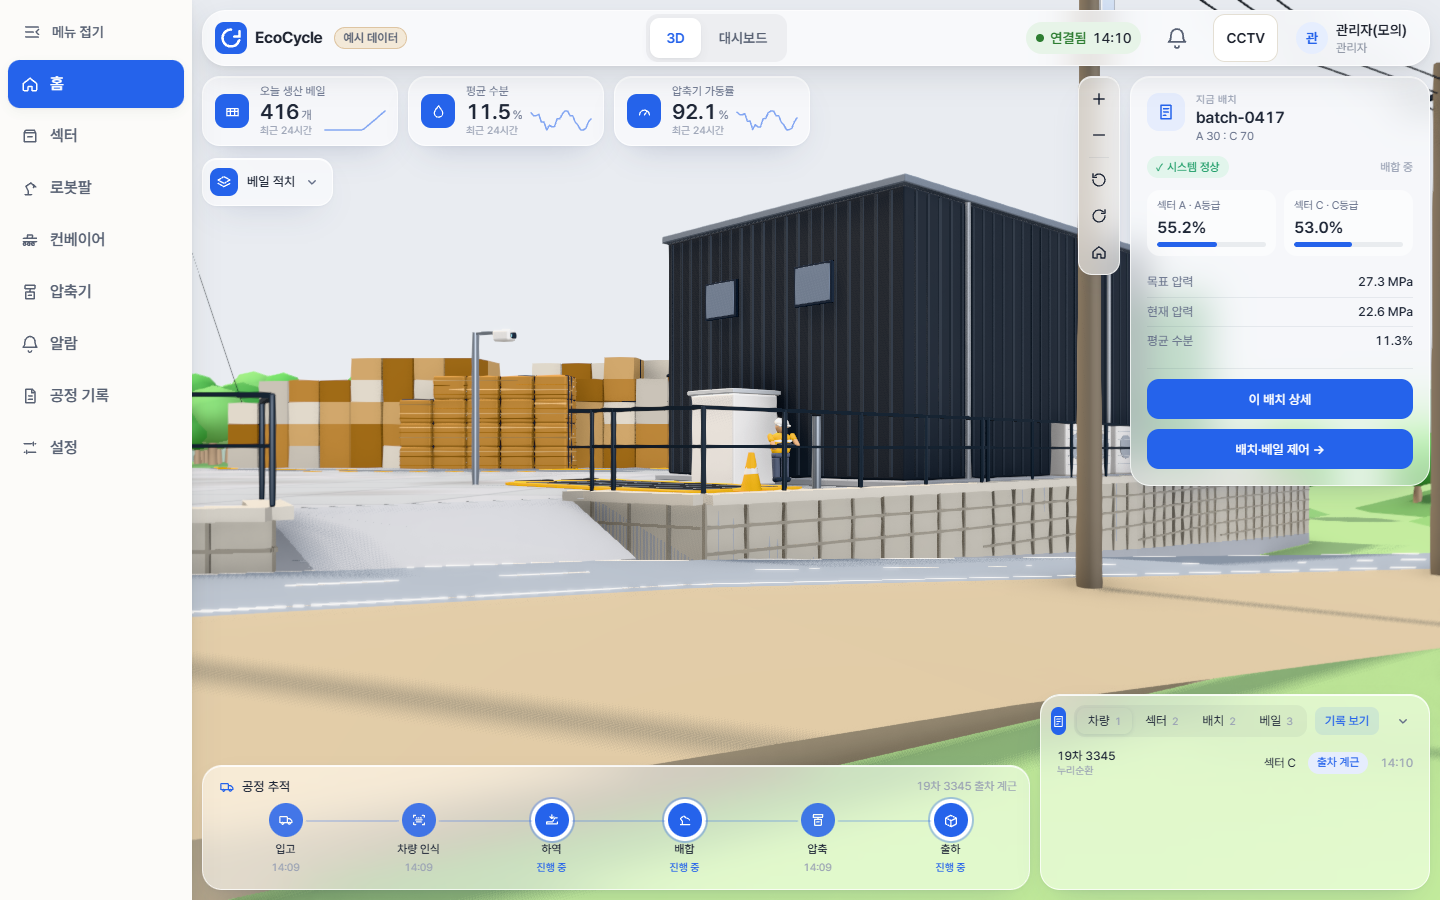 메뉴 접기
홈
섹터
로봇팔
컨베이어
압축기
알람
공정 기록
설정
EcoCycle
예시 데이터
3D
대시보드
연결됨 14:10
CCTV
관
관리자(모의)
관리자
오늘 생산 베일
416개
최근 24시간
평균 수분
11.5%
최근 24시간
압축기 가동률
92.1%
최근 24시간
베일 적치
지금 배치
batch-0417
A 30 : C 70
✓ 시스템 정상
배합 중
섹터 A · A등급
55.2%
섹터 C · C등급
53.0%
목표 압력 27.3 MPa
현재 압력 22.6 MPa
평균 수분 11.3%
이 배치 상세
배치·베일 제어 →
공정 추적
19차 3345 출차 계근
입고
14:09
차량 인식
14:09
하역
진행 중
배합
진행 중
압축
14:09
출하
진행 중
차량 1
섹터 2
배치 2
베일 3
기록 보기
19차 3345
누리순환
섹터 C
출차 계근
14:10